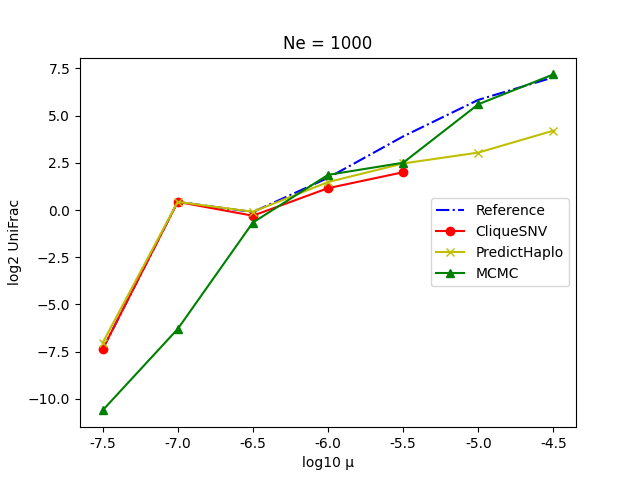 Ne = 1000
7.5
5.0
2.5
0.0
−2.5
−5.0
−7.5
−10.0
log2 UniFrac
Reference
CliqueSNV
PredictHaplo
MCMC
-7.5 -7.0 -6.5 -6.0 -5.5 -5.0 -4.5
log10 μ